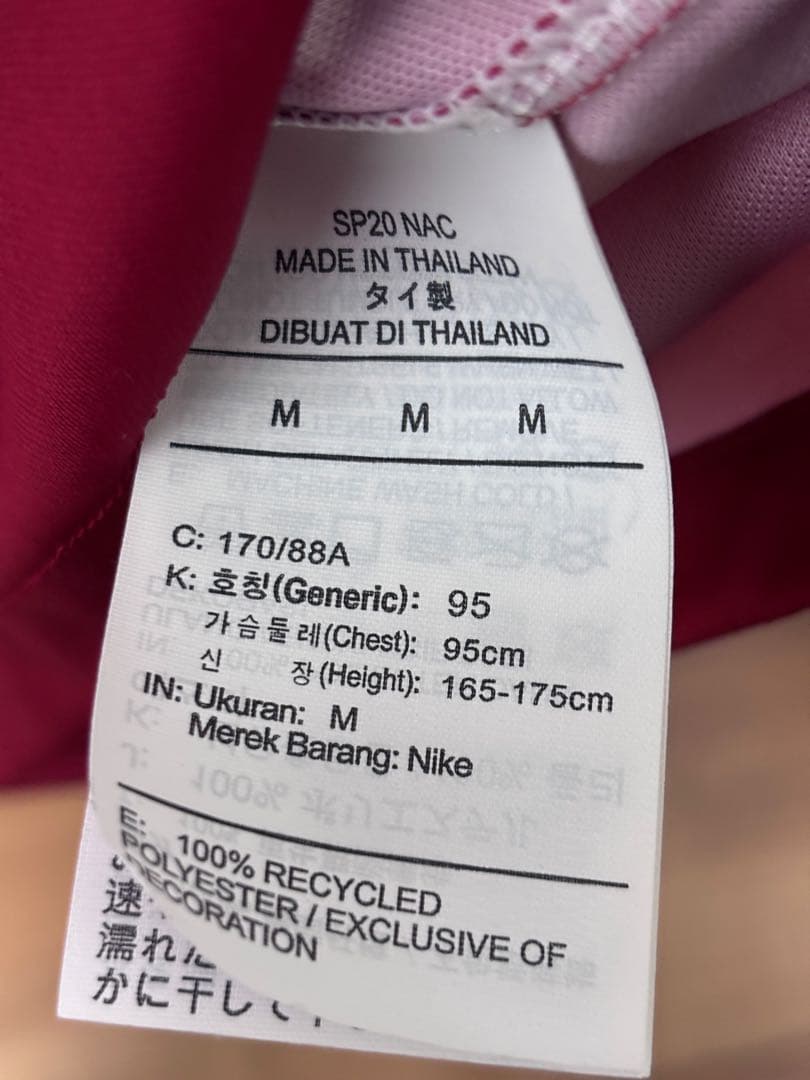 SP20 NAC
MADE IN THAILAND
タイ製
DIBUAT DI THAILAND
M M M
C: 170/88A
K: 호칭(Generic): 95
가슴둘레(Chest): 95cm
신 장(Height): 165-175cm
IN: Ukuran: M
Merek Barang: Nike
E: 100% RECYCLED
POLYESTER / EXCLUSIVE OF
DECORATION
速
濡れた
かに干して